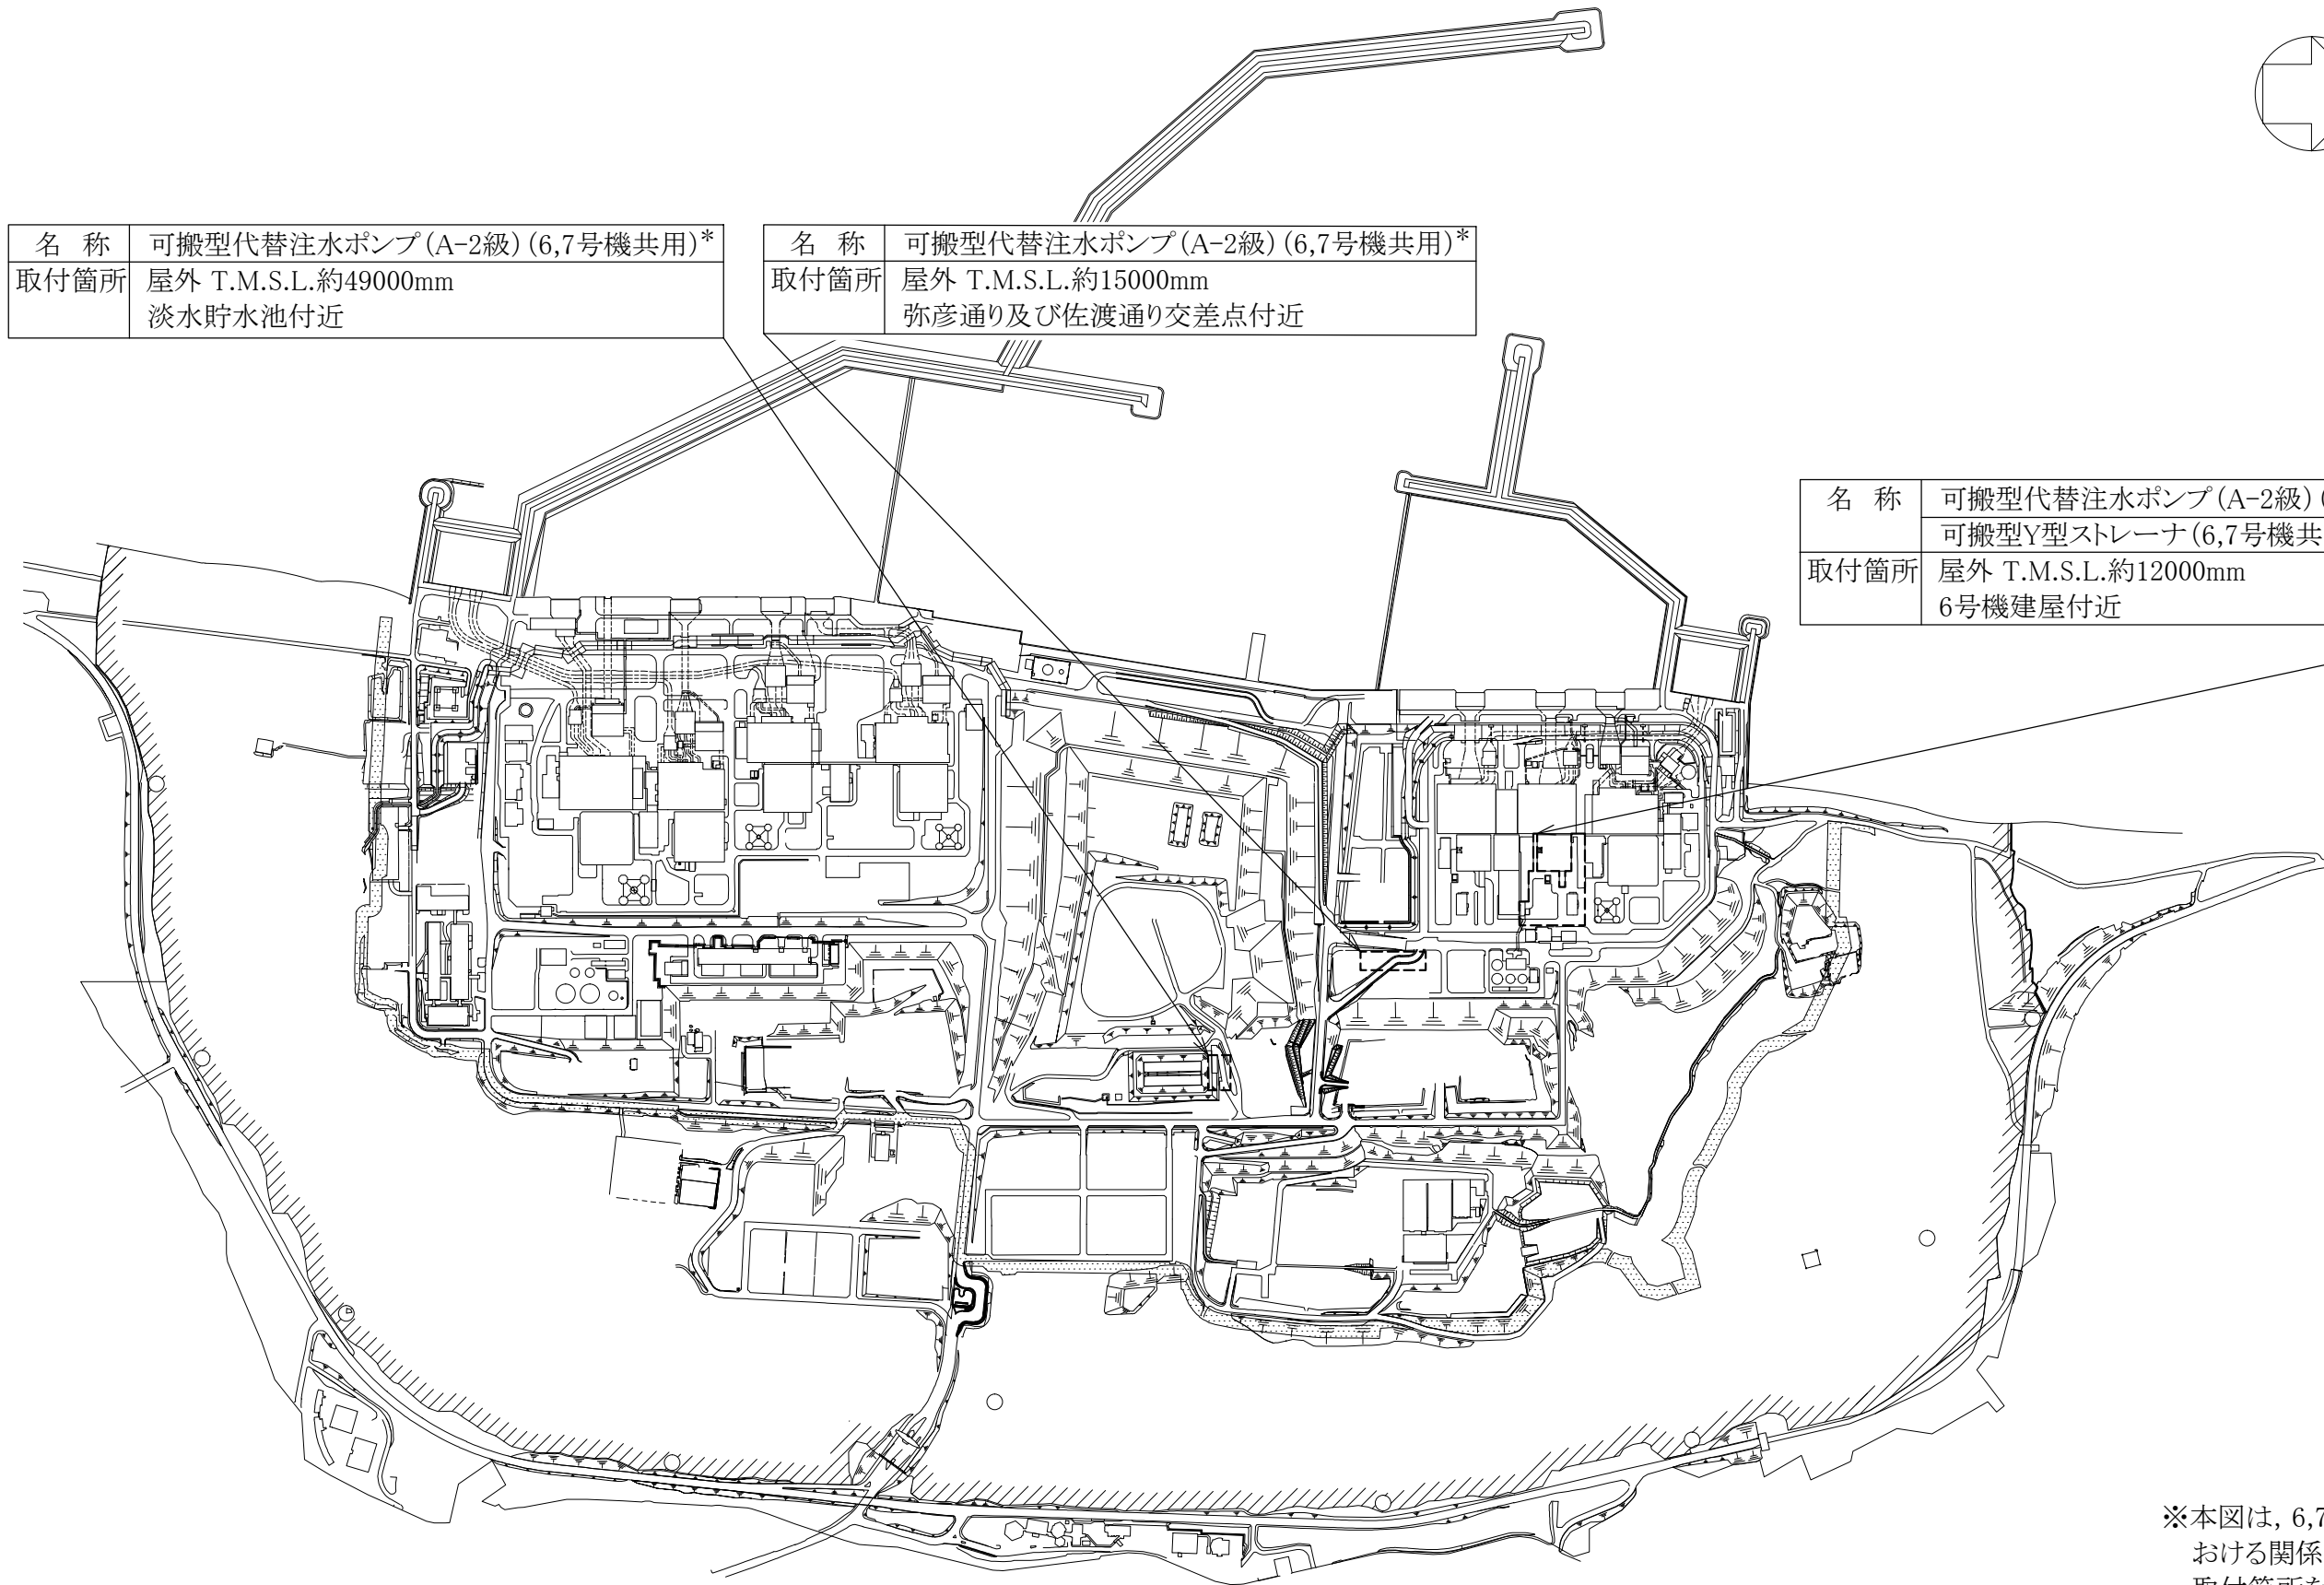 名 称 可搬型代替注水ポンプ(A-2級)(6,7号機共用)*
取付箇所 屋外 T.M.S.L.約49000mm
淡水貯水池付近
名 称 可搬型代替注水ポンプ(A-2級)(6,7号機共用)*
取付箇所 屋外 T.M.S.L.約15000mm
弥彦通り及び佐渡通り交差点付近
名 称 可搬型代替注水ポンプ(A-2級)(
可搬型Y型ストレーナ(6,7号機共
取付箇所 屋外 T.M.S.L.約12000mm
6号機建屋付近
※本図は, 6,7
おける関係